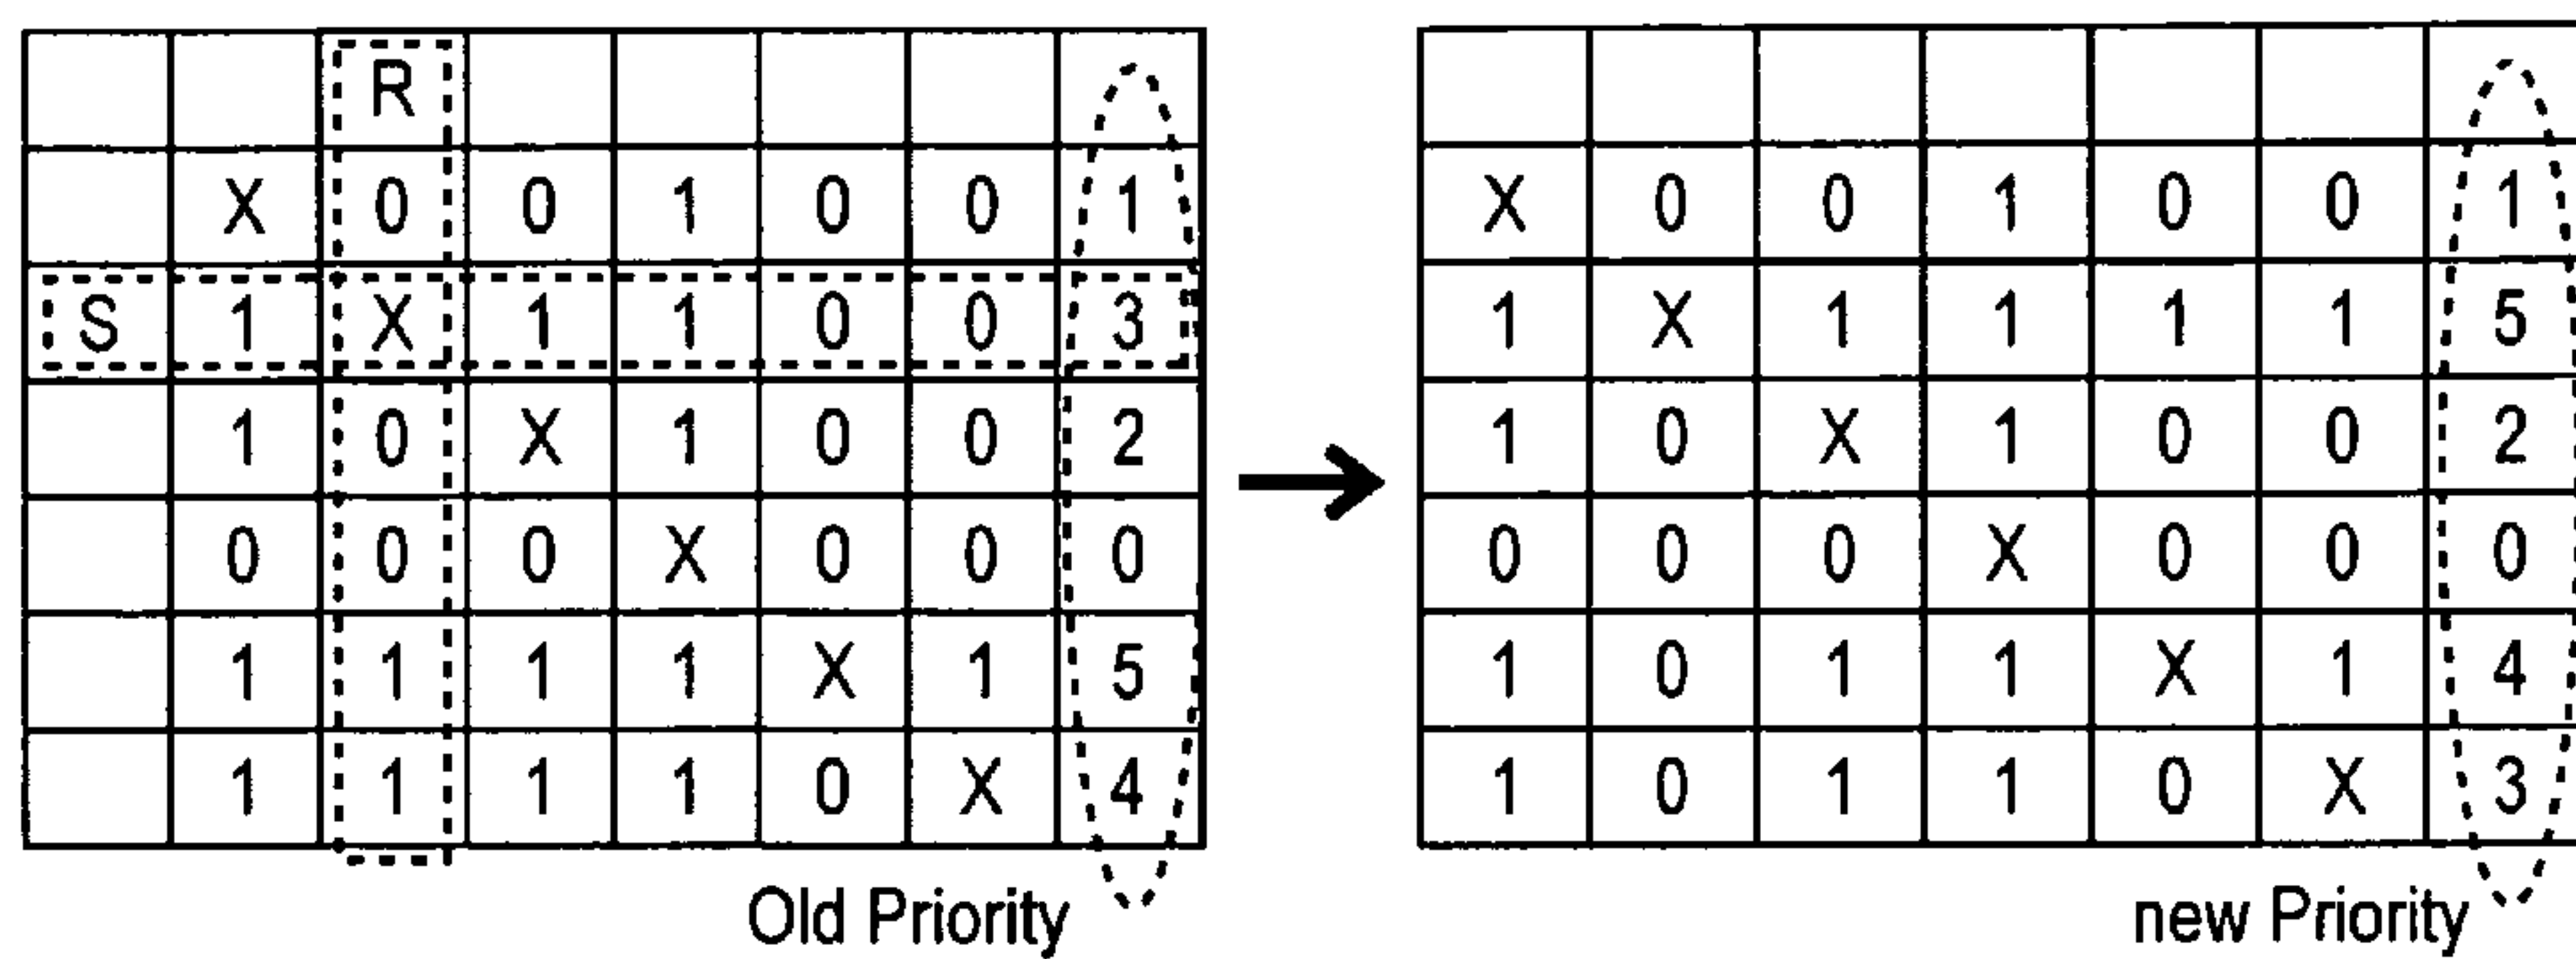 R
X 0 0 1 0 0 1
S 1 X 1 1 0 0 3
1 0 X 1 0 0 2
0 0 0 X 0 0 0
1 1 1 1 X 1 5
1 1 1 1 0 X 4
Old Priority
X 0 0 1 0 0 1
1 X 1 1 1 1 5
1 0 X 1 0 0 2
0 0 0 X 0 0 0
1 0 1 1 X 1 4
1 0 1 1 0 X 3
new Priority